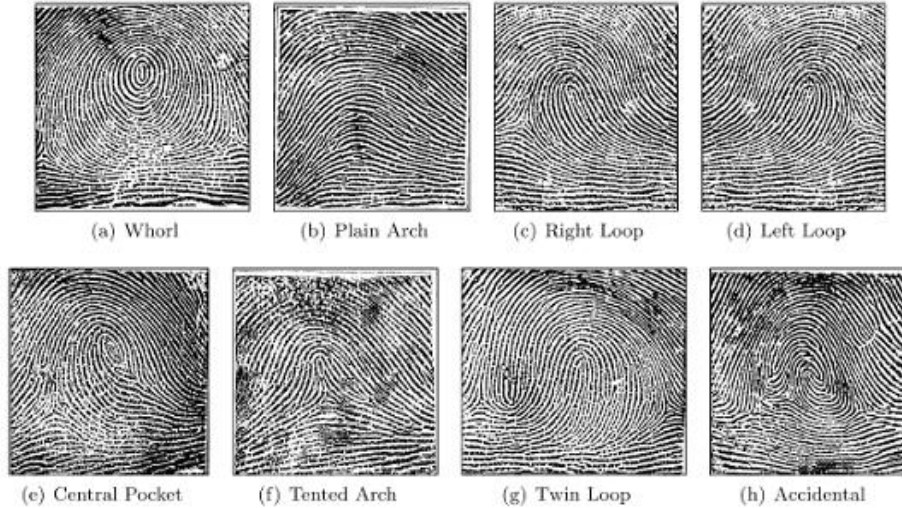 (a) Whorl
(b) Plain Arch
(c) Right Loop
(d) Left Loop
(e) Central Pocket
(f) Tented Arch
(g) Twin Loop
(h) Accidental